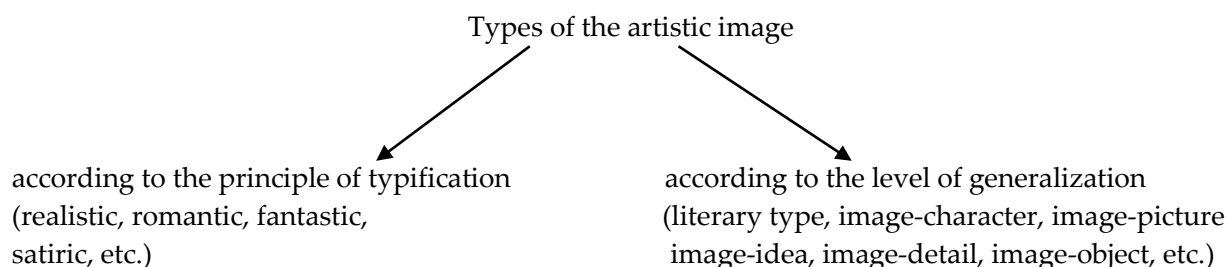 Types of the artistic image
according to the principle of typification
(realistic, romantic, fantastic,
satiric, etc.)
according to the level of generalization
(literary type, image-character, image-picture
image-idea, image-detail, image-object, etc.)